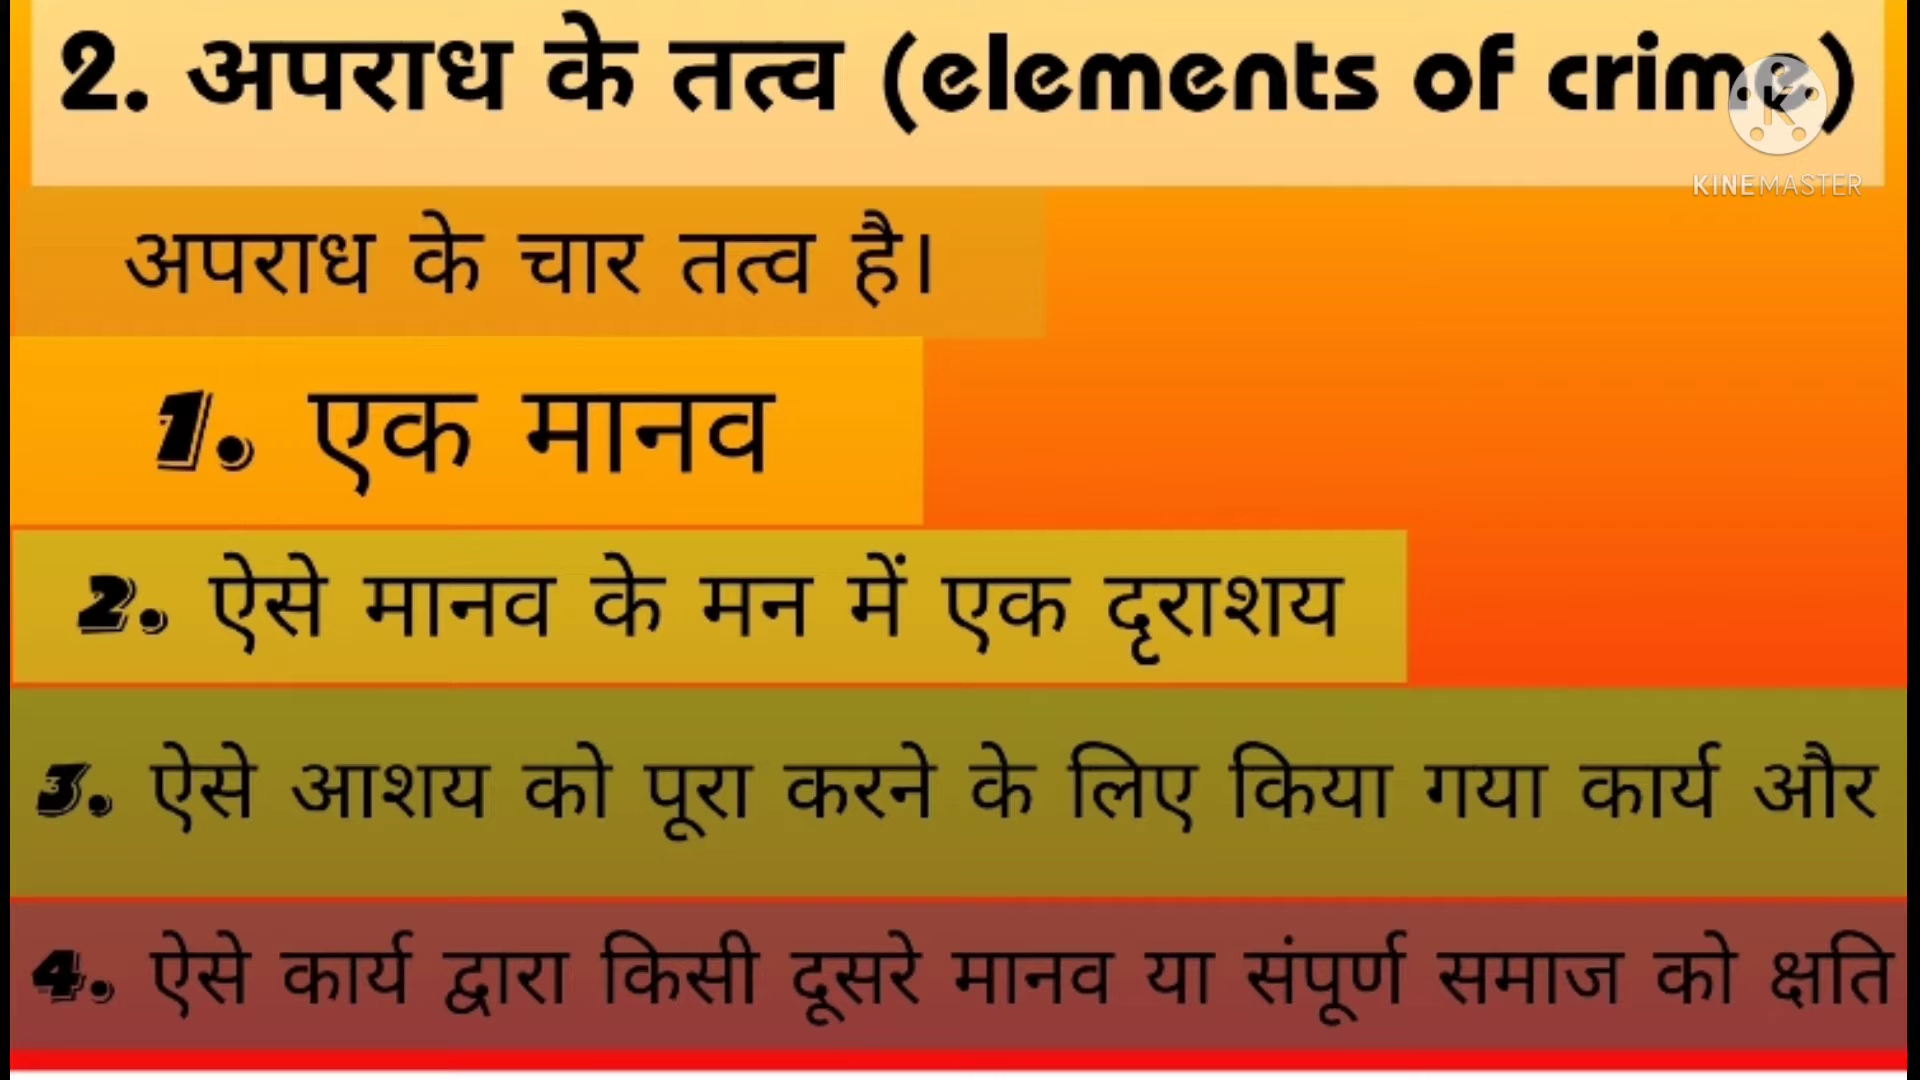 2. अपराध के तत्व (elements of crime)
KINEMASTER
अपराध के चार तत्व है।
1. एक मानव
2. ऐसे मानव के मन में एक दृराशय
3. ऐसे आशय को पूरा करने के लिए किया गया कार्य और
4. ऐसे कार्य द्वारा किसी दूसरे मानव या संपूर्ण समाज को क्षति